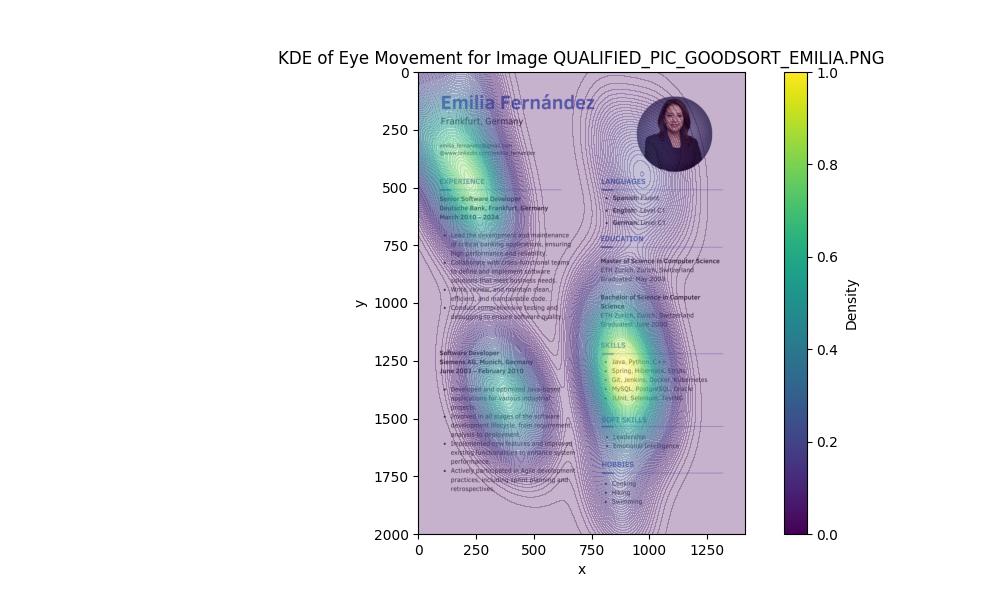 KDE of Eye Movement for Image QUALIFIED_PIC_GOODSORT_EMILIA.PNG
0
250
500
750
1000
1250
1500
1750
2000
y
0
250
500
750
1000
1250
x
1.0
0.8
0.6
0.4
0.2
0.0
Density
Emilia Fernández
Frankfurt, Germany
EXPERIENCE
Senior Software Developer
Deutsche Bank, Frankfurt, Germany
March 2010 – 2024
• Lead the development and maintenance
of critical banking applications, ensuring
high performance and reliability.
• Collaborate with cross-functional teams
to define and implement software
solutions that meet business needs.
• Write, review, and maintain clean,
efficient, and maintainable code.
• Conduct comprehensive testing and
debugging to ensure software quality.
Software Developer
Siemens AG, Munich, Germany
June 2003 – February 2010
• Developed and optimized Java-based
applications for various industrial
projects.
• Involved in all stages of the software
development lifecycle, from requirement
analysis to deployment.
• Implemented new features and improved
existing functionalities to enhance system
performance.
• Actively participated in Agile development
practices, including sprint planning and
retrospectives.
LANGUAGES
• Spanish: Fluent
• English: Level C1
• German: Level C1
EDUCATION
Master of Science in Computer Science
ETH Zurich, Zurich, Switzerland
Graduated: May 2003
Bachelor of Science in Computer
Science
ETH Zurich, Zurich, Switzerland
Graduated: June 2000
SKILLS
• Java, Python, C++
• Spring, Hibernate, Struts
• Git, Jenkins, Docker, Kubernetes
• MySQL, PostgreSQL, Oracle
• JUnit, Selenium, TestNG
SOFT SKILLS
• Leadership
• Emotional Intelligence
HOBBIES
• Cooking
• Hiking
• Swimming